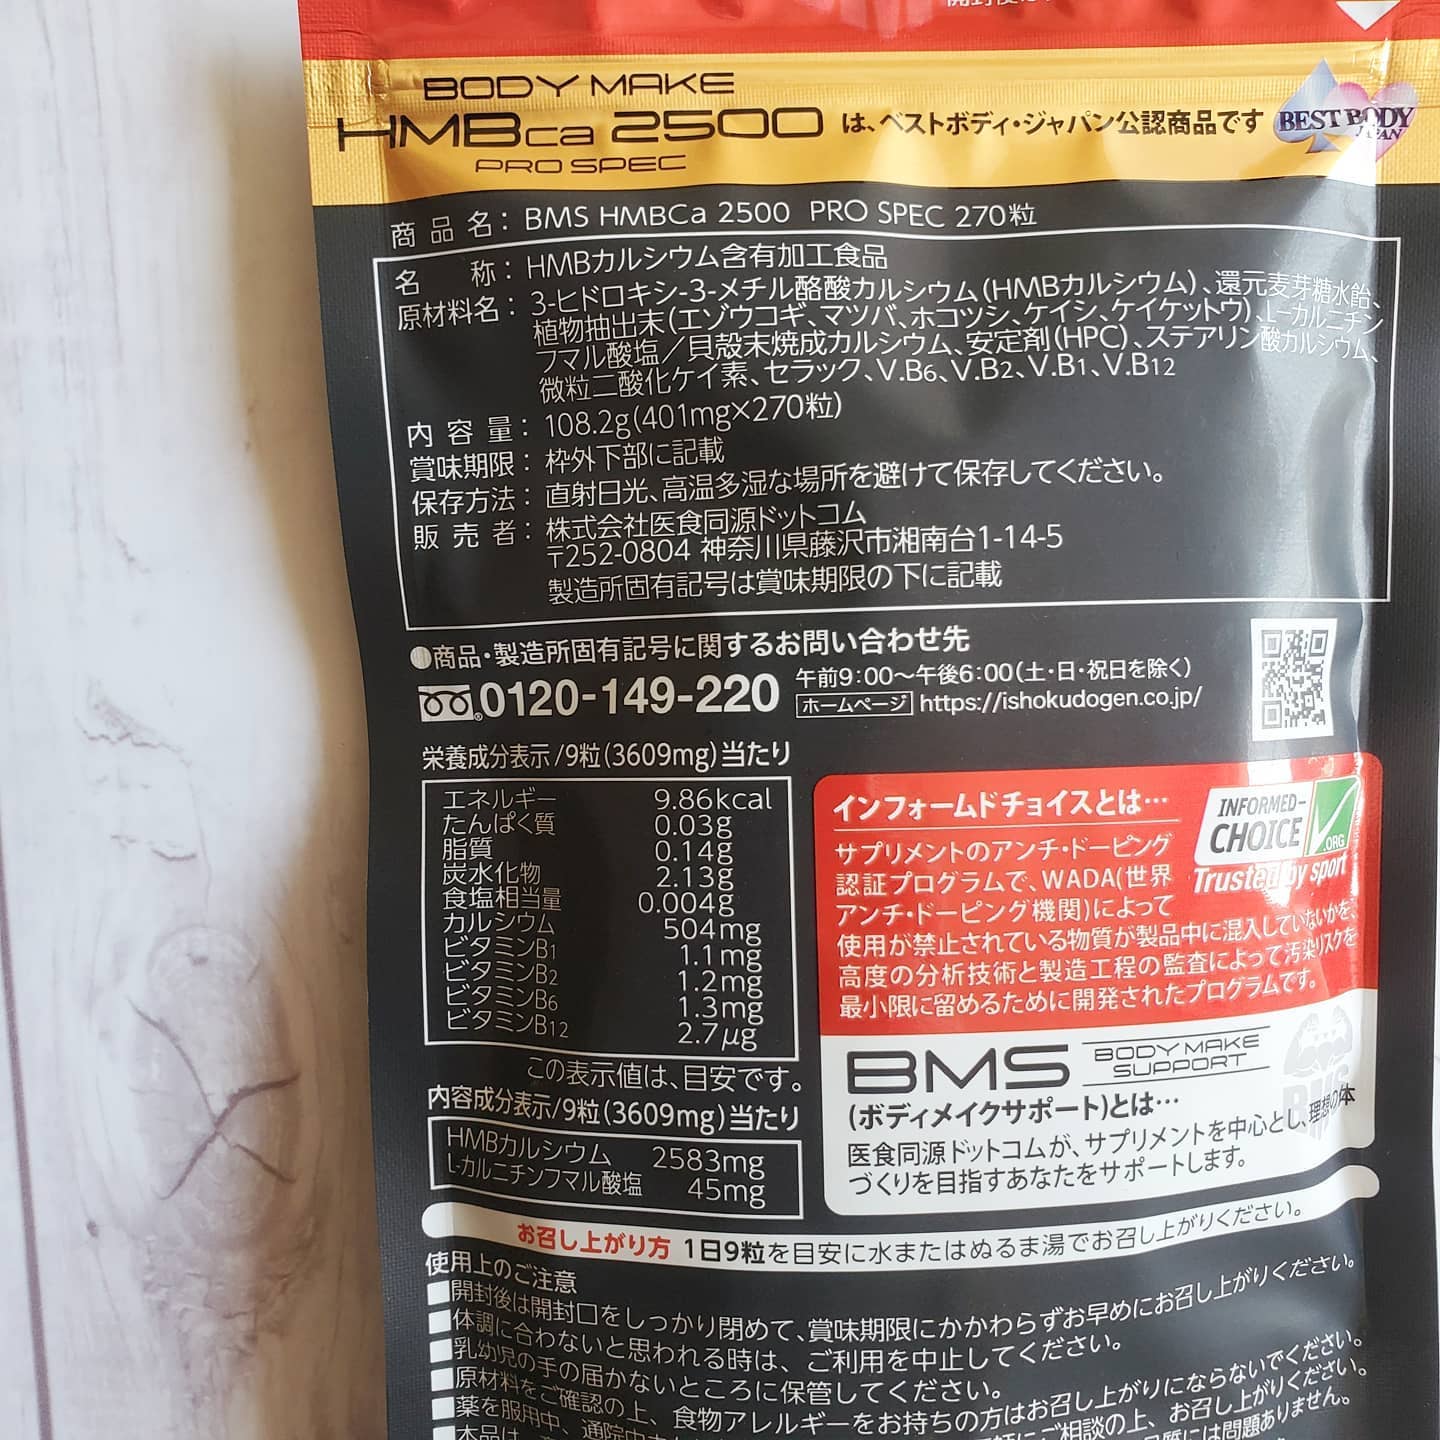 BODY MAKE
HMBca 2500
PRO SPEC
は、ベストボディ・ジャパン公認商品です
BEST BODY
JAPAN
商品名：BMS HMBCa 2500 PRO SPEC 270粒
名称：HMBカルシウム含有加工食品
原材料名：3-ヒドロキシ-3-メチル酪酸カルシウム(HMBカルシウム)、還元麦芽糖水飴、
植物抽出末(エゾウコギ、マツバ、ホコツシ、ケイシ、ケイケットウ)、L-カルニチン
フマル酸塩／貝殻末焼成カルシウム、安定剤(HPC)、ステアリン酸カルシウム、
微粒二酸化ケイ素、セラック、V.B6、V.B2、V.B1、V.B12
内容量：108.2g(401mg×270粒)
賞味期限：枠外下部に記載
保存方法：直射日光、高温多湿な場所を避けて保存してください。
販売者：株式会社医食同源ドットコム
〒252-0804 神奈川県藤沢市湘南台1-14-5
製造所固有記号は賞味期限の下に記載
●商品・製造所固有記号に関するお問い合わせ先
0120-149-220
午前9:00～午後6:00(土・日・祝日を除く)
ホームページ https://ishokudogen.co.jp/
栄養成分表示/9粒(3609mg)当たり
エネルギー 9.86kcal
たんぱく質 0.03g
脂質 0.14g
炭水化物 2.13g
食塩相当量 0.004g
カルシウム 504mg
ビタミンB1 1.1mg
ビタミンB2 1.2mg
ビタミンB6 1.3mg
ビタミンB12 2.7μg
この表示値は、目安です。
内容成分表示/9粒(3609mg)当たり
HMBカルシウム 2583mg
L-カルニチンフマル酸塩 45mg
インフォームドチョイスとは…
INFORMED-
CHOICE
.ORG
Trusted by sport
サプリメントのアンチ・ドーピング
認証プログラムで、WADA(世界
アンチ・ドーピング機関)によって
使用が禁止されている物質が製品中に混入していないかを、
高度の分析技術と製造工程の監査によって汚染リスクを
最小限に留めるために開発されたプログラムです。
BMS BODY MAKE
SUPPORT
(ボディメイクサポート)とは…
医食同源ドットコムが、サプリメントを中心とし、理想の体
づくりを目指すあなたをサポートします。
お召し上がり方 1日9粒を目安に水またはぬるま湯でお召し上がりください。
使用上のご注意
■開封後は開封口をしっかり閉めて、賞味期限にかかわらずお早めにお召し上がりください。
■体調に合わないと思われる時は、ご利用を中止してください。
■乳幼児の手の届かないところに保管してください。
■原材料をご確認の上、食物アレルギーをお持ちの方はお召し上がりにならないでください。
■薬を服用中、通院中 ご相談の上、お召し上がりください。
■本品は、 品質には問題ありません。